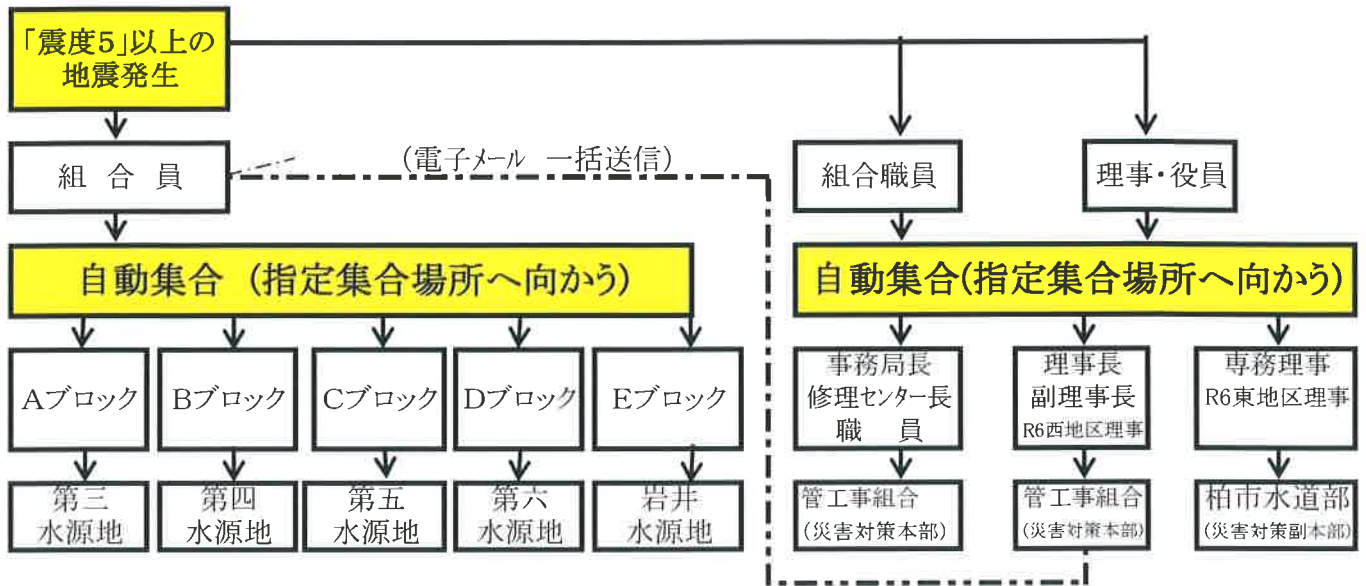 「震度5」以上の
地震発生
組 合 員
(電子メール 一括送信)
組合職員
理事・役員
自動集合 (指定集合場所へ向かう)
自動集合(指定集合場所へ向かう)
Aブロック
Bブロック
Cブロック
Dブロック
Eブロック
事務局長
修理センター長
職 員
理事長
副理事長
R6西地区理事
専務理事
R6東地区理事
第三
水源地
第四
水源地
第五
水源地
第六
水源地
岩井
水源地
管工事組合
(災害対策本部)
管工事組合
(災害対策本部)
柏市水道部
(災害対策副本部)